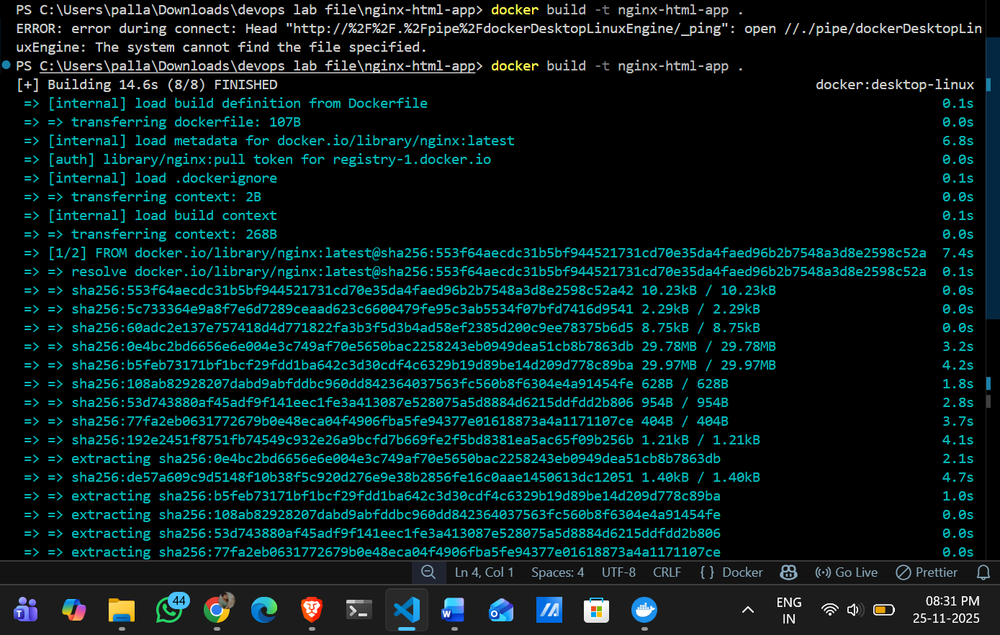 PS C:\Users\palla\Downloads\devops lab file\nginx-html-app> docker build -t nginx-html-app .
ERROR: error during connect: Head "http://%2F%2F.%2Fpipe%2FdockerDesktopLinuxEngine/_ping": open //./pipe/dockerDesktopLin
uxEngine: The system cannot find the file specified.
PS C:\Users\palla\Downloads\devops lab file\nginx-html-app> docker build -t nginx-html-app .
[+] Building 14.6s (8/8) FINISHED docker:desktop-linux
=> [internal] load build definition from Dockerfile 0.1s
=> => transferring dockerfile: 107B 0.0s
=> [internal] load metadata for docker.io/library/nginx:latest 6.8s
=> [auth] library/nginx:pull token for registry-1.docker.io 0.0s
=> [internal] load .dockerignore 0.1s
=> => transferring context: 2B 0.0s
=> [internal] load build context 0.1s
=> => transferring context: 268B 0.0s
=> [1/2] FROM docker.io/library/nginx:latest@sha256:553f64aecdc31b5bf944521731cd70e35da4faed96b2b7548a3d8e2598c52a 7.4s
=> => resolve docker.io/library/nginx:latest@sha256:553f64aecdc31b5bf944521731cd70e35da4faed96b2b7548a3d8e2598c52a 0.1s
=> => sha256:553f64aecdc31b5bf944521731cd70e35da4faed96b2b7548a3d8e2598c52a42 10.23kB / 10.23kB 0.0s
=> => sha256:5c733364e9a8f7e6d7289ceaad623c6600479fe95c3ab5534f07bfd7416d9541 2.29kB / 2.29kB 0.0s
=> => sha256:60adc2e137e757418d4d771822fa3b3f5d3b4ad58ef2385d200c9ee78375b6d5 8.75kB / 8.75kB 0.0s
=> => sha256:0e4bc2bd6656e6e004e3c749af70e5650bac2258243eb0949dea51cb8b7863db 29.78MB / 29.78MB 3.2s
=> => sha256:b5feb73171bf1bcf29fdd1ba642c3d30cdf4c6329b19d89be14d209d778c89ba 29.97MB / 29.97MB 4.2s
=> => sha256:108ab82928207dabd9abfddbc960dd842364037563fc560b8f6304e4a91454fe 628B / 628B 1.8s
=> => sha256:53d743880af45adf9f141eec1fe3a413087e528075a5d8884d6215ddfdd2b806 954B / 954B 2.8s
=> => sha256:77fa2eb0631772679b0e48eca04f4906fba5fe94377e01618873a4a1171107ce 404B / 404B 3.7s
=> => sha256:192e2451f8751fb74549c932e26a9bcfd7b669fe2f5bd8381ea5ac65f09b256b 1.21kB / 1.21kB 4.1s
=> => extracting sha256:0e4bc2bd6656e6e004e3c749af70e5650bac2258243eb0949dea51cb8b7863db 2.1s
=> => sha256:de57a609c9d5148f10b38f5c920d276e9e38b2856fe16c0aae1450613dc12051 1.40kB / 1.40kB 4.7s
=> => extracting sha256:b5feb73171bf1bcf29fdd1ba642c3d30cdf4c6329b19d89be14d209d778c89ba 1.0s
=> => extracting sha256:108ab82928207dabd9abfddbc960dd842364037563fc560b8f6304e4a91454fe 0.0s
=> => extracting sha256:53d743880af45adf9f141eec1fe3a413087e528075a5d8884d6215ddfdd2b806 0.0s
=> => extracting sha256:77fa2eb0631772679b0e48eca04f4906fba5fe94377e01618873a4a1171107ce 0.0s
Ln 4, Col 1 Spaces: 4 UTF-8 CRLF { } Docker Go Live Prettier
44
ENG
IN
08:31 PM
25-11-2025